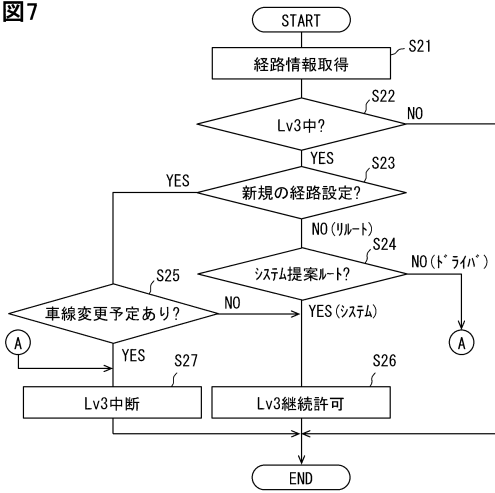 図7
START
S21
経路情報取得
S22
Lv3中?
NO
YES
S23
新規の経路設定?
YES
NO(ﾘﾙｰﾄ)
S24
ｼｽﾃﾑ提案ﾙｰﾄ?
NO(ﾄﾞﾗｲﾊﾞ)
S25
車線変更予定あり?
NO
YES(ｼｽﾃﾑ)
A
A
YES
S27
Lv3中断
S26
Lv3継続許可
END